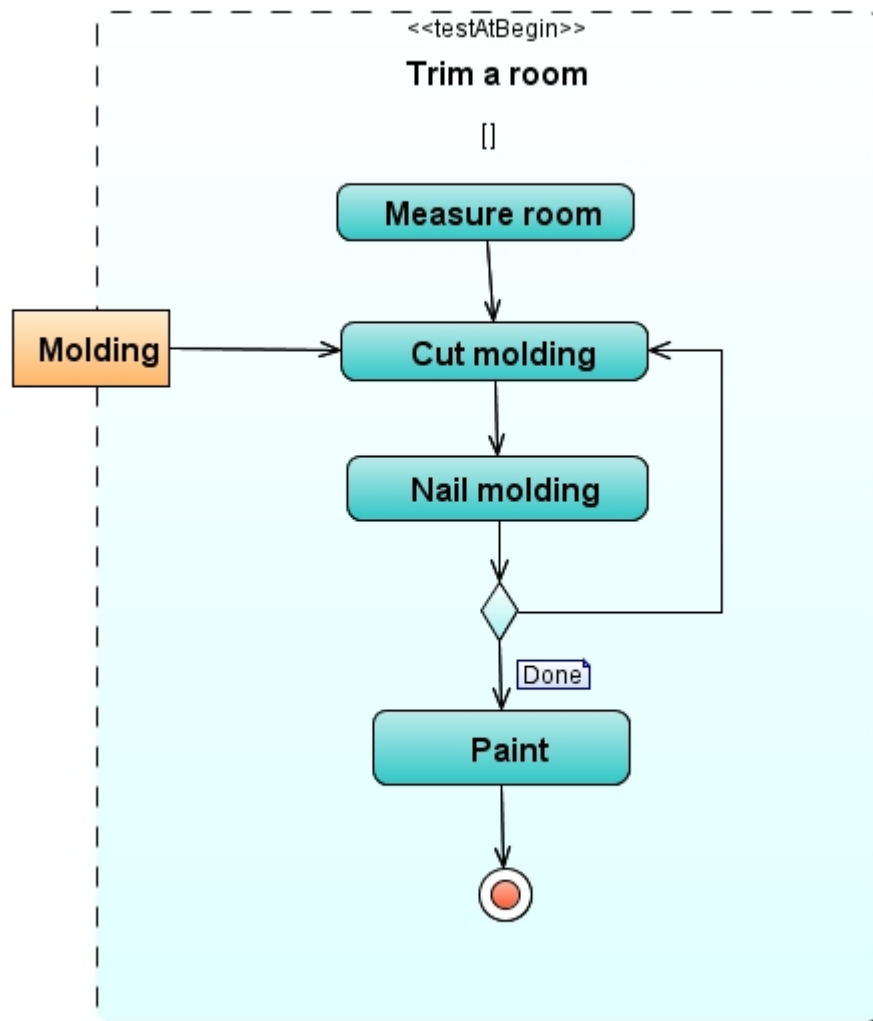 <<testAtBegin>>
Trim a room
[]
Measure room
Molding
Cut molding
Nail molding
Done
Paint